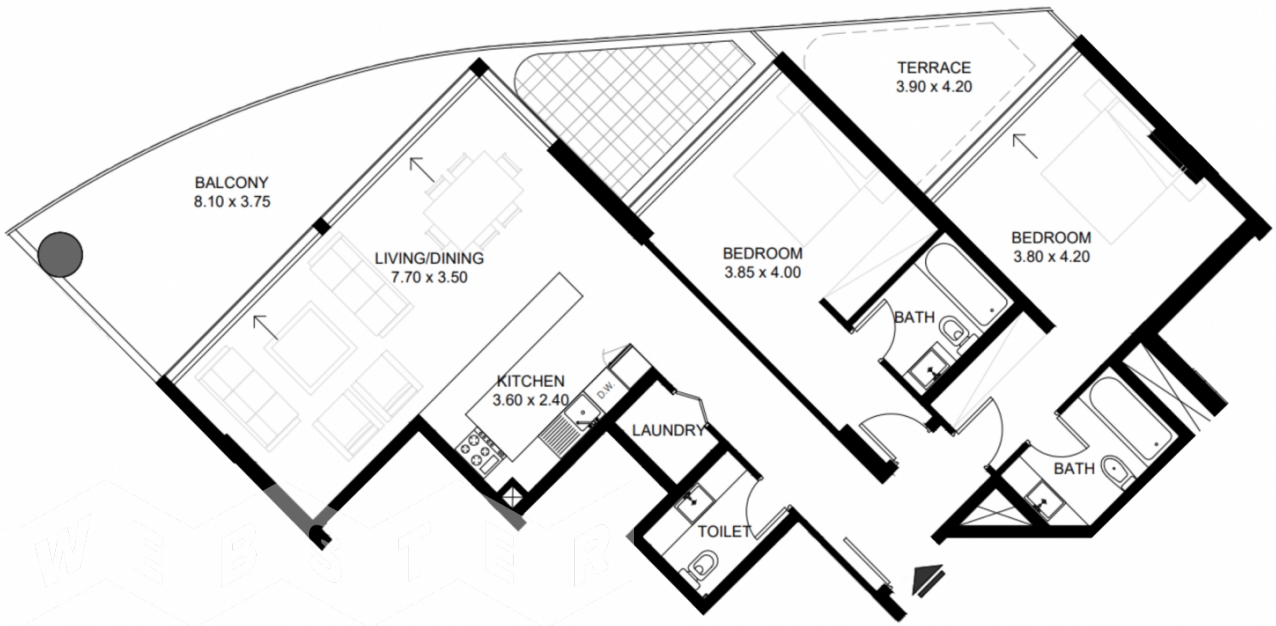 TERRACE
3.90 x 4.20
BALCONY
8.10 x 3.75
LIVING/DINING
7.70 x 3.50
BEDROOM
3.85 x 4.00
BEDROOM
3.80 x 4.20
BATH
KITCHEN
3.60 x 2.40
D.W.
LAUNDRY
BATH
TOILET
WEBSTER